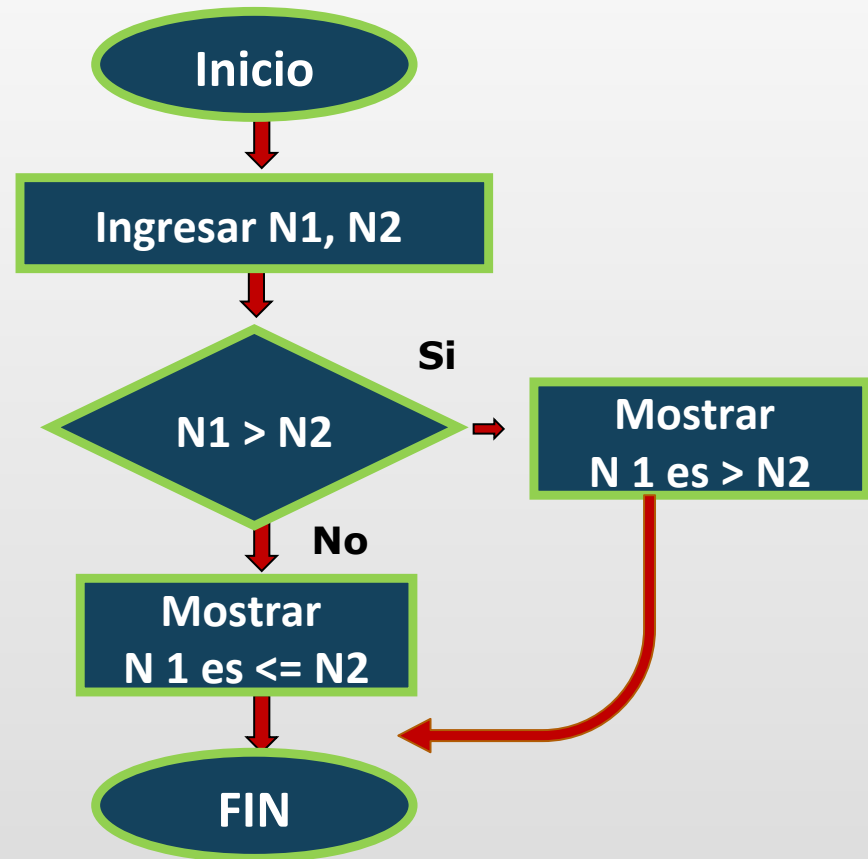 Inicio
Ingresar N1, N2
N1 > N2
Si
Mostrar
N 1 es > N2
No
Mostrar
N 1 es <= N2
FIN